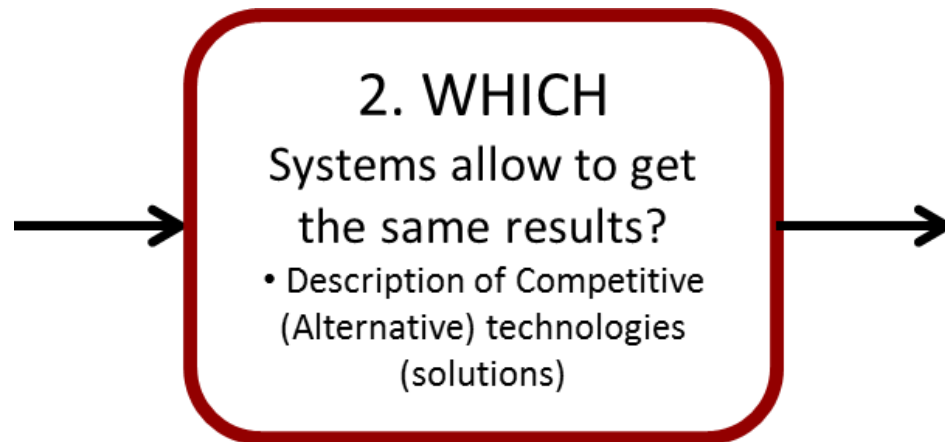 2. WHICH
Systems allow to get
the same results?
• Description of Competitive
(Alternative) technologies
(solutions)